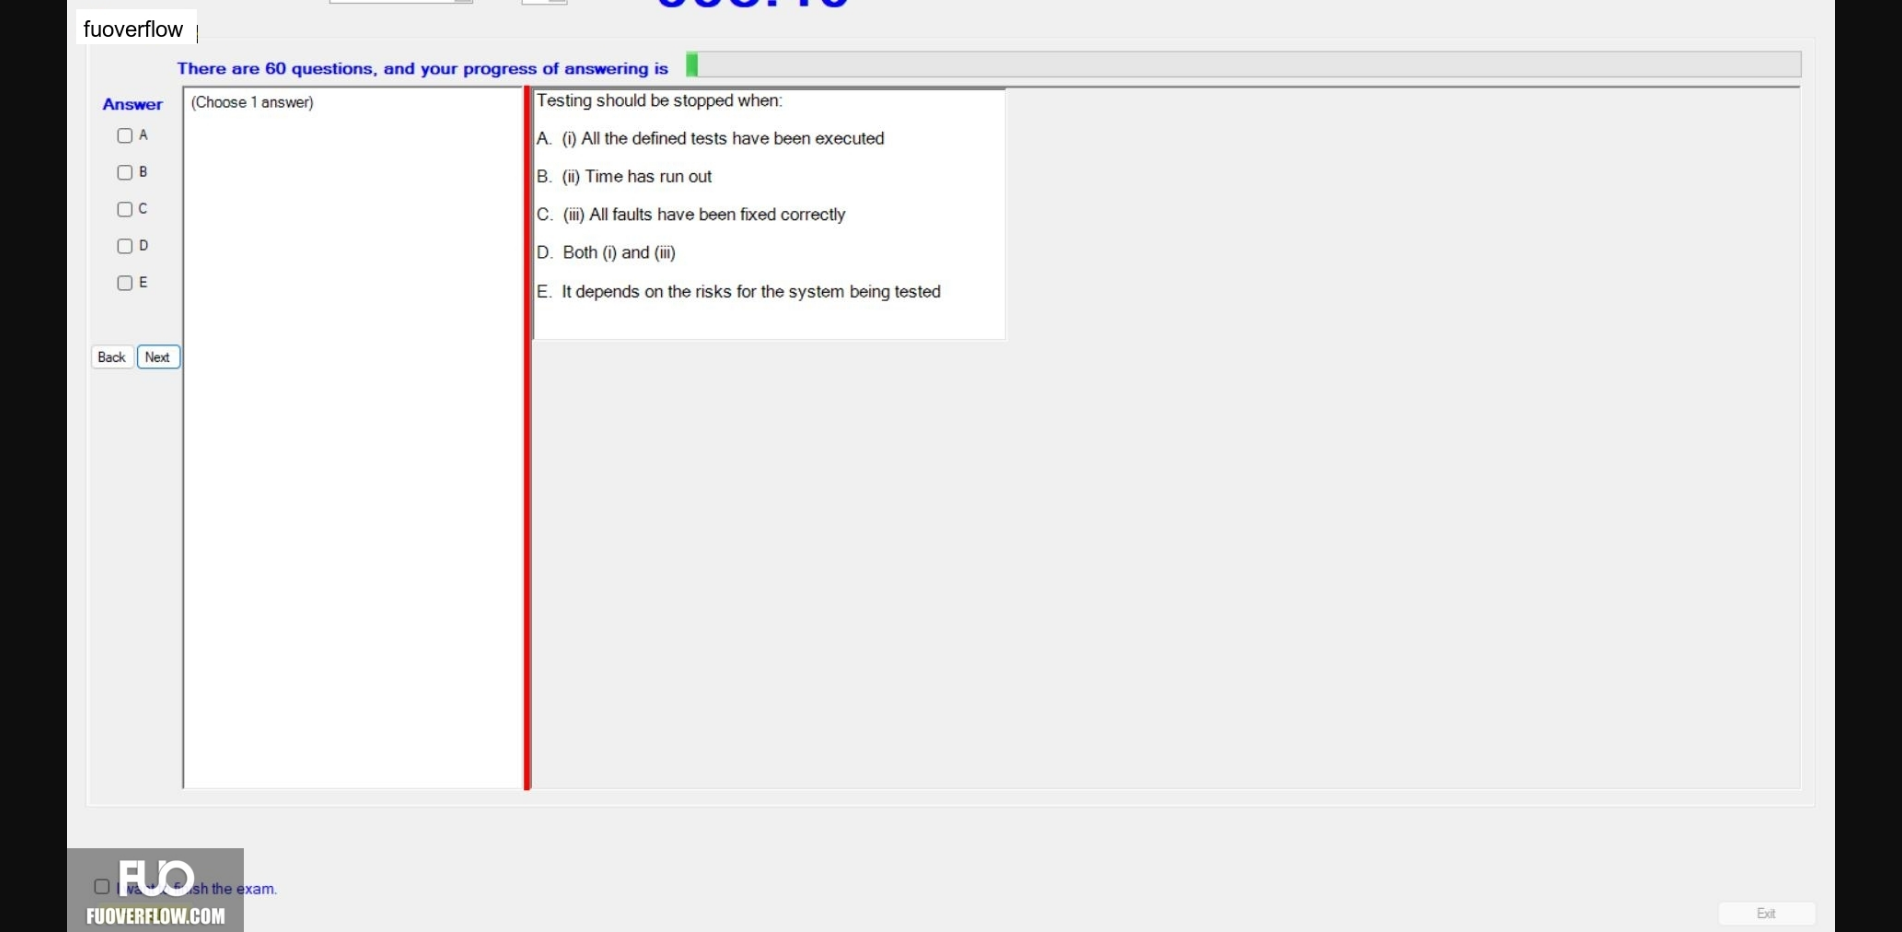 fuoverflow
There are 60 questions, and your progress of answering is
Answer
(Choose 1 answer)
A
B
C
D
E
Back
Next
Testing should be stopped when:
A. (i) All the defined tests have been executed
B. (ii) Time has run out
C. (iii) All faults have been fixed correctly
D. Both (i) and (iii)
E. It depends on the risks for the system being tested
FUO
I want finish the exam.
FUOVERFLOW.COM
Exit